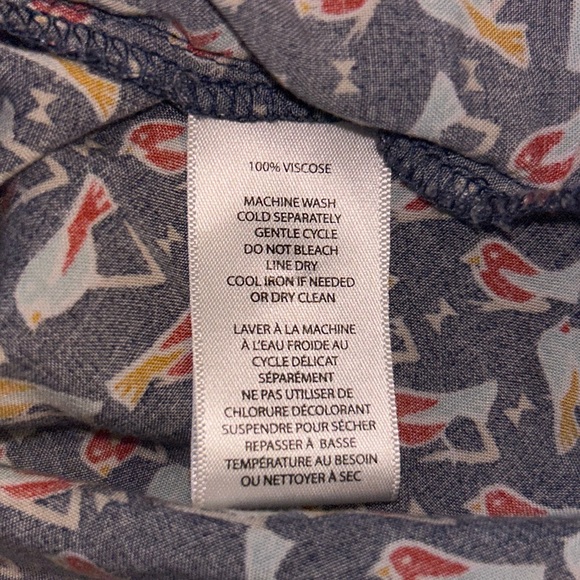 100% VISCOSE
MACHINE WASH
COLD SEPARATELY
GENTLE CYCLE
DO NOT BLEACH
LINE DRY
COOL IRON IF NEEDED
OR DRY CLEAN
LAVER À LA MACHINE
À L'EAU FROIDE AU
CYCLE DÉLICAT
SÉPARÉMENT
NE PAS UTILISER DE
CHLORURE DÉCOLORANT
SUSPENDRE POUR SÉCHER
REPASSER À BASSE
TEMPÉRATURE AU BESOIN
OU NETTOYER À SEC